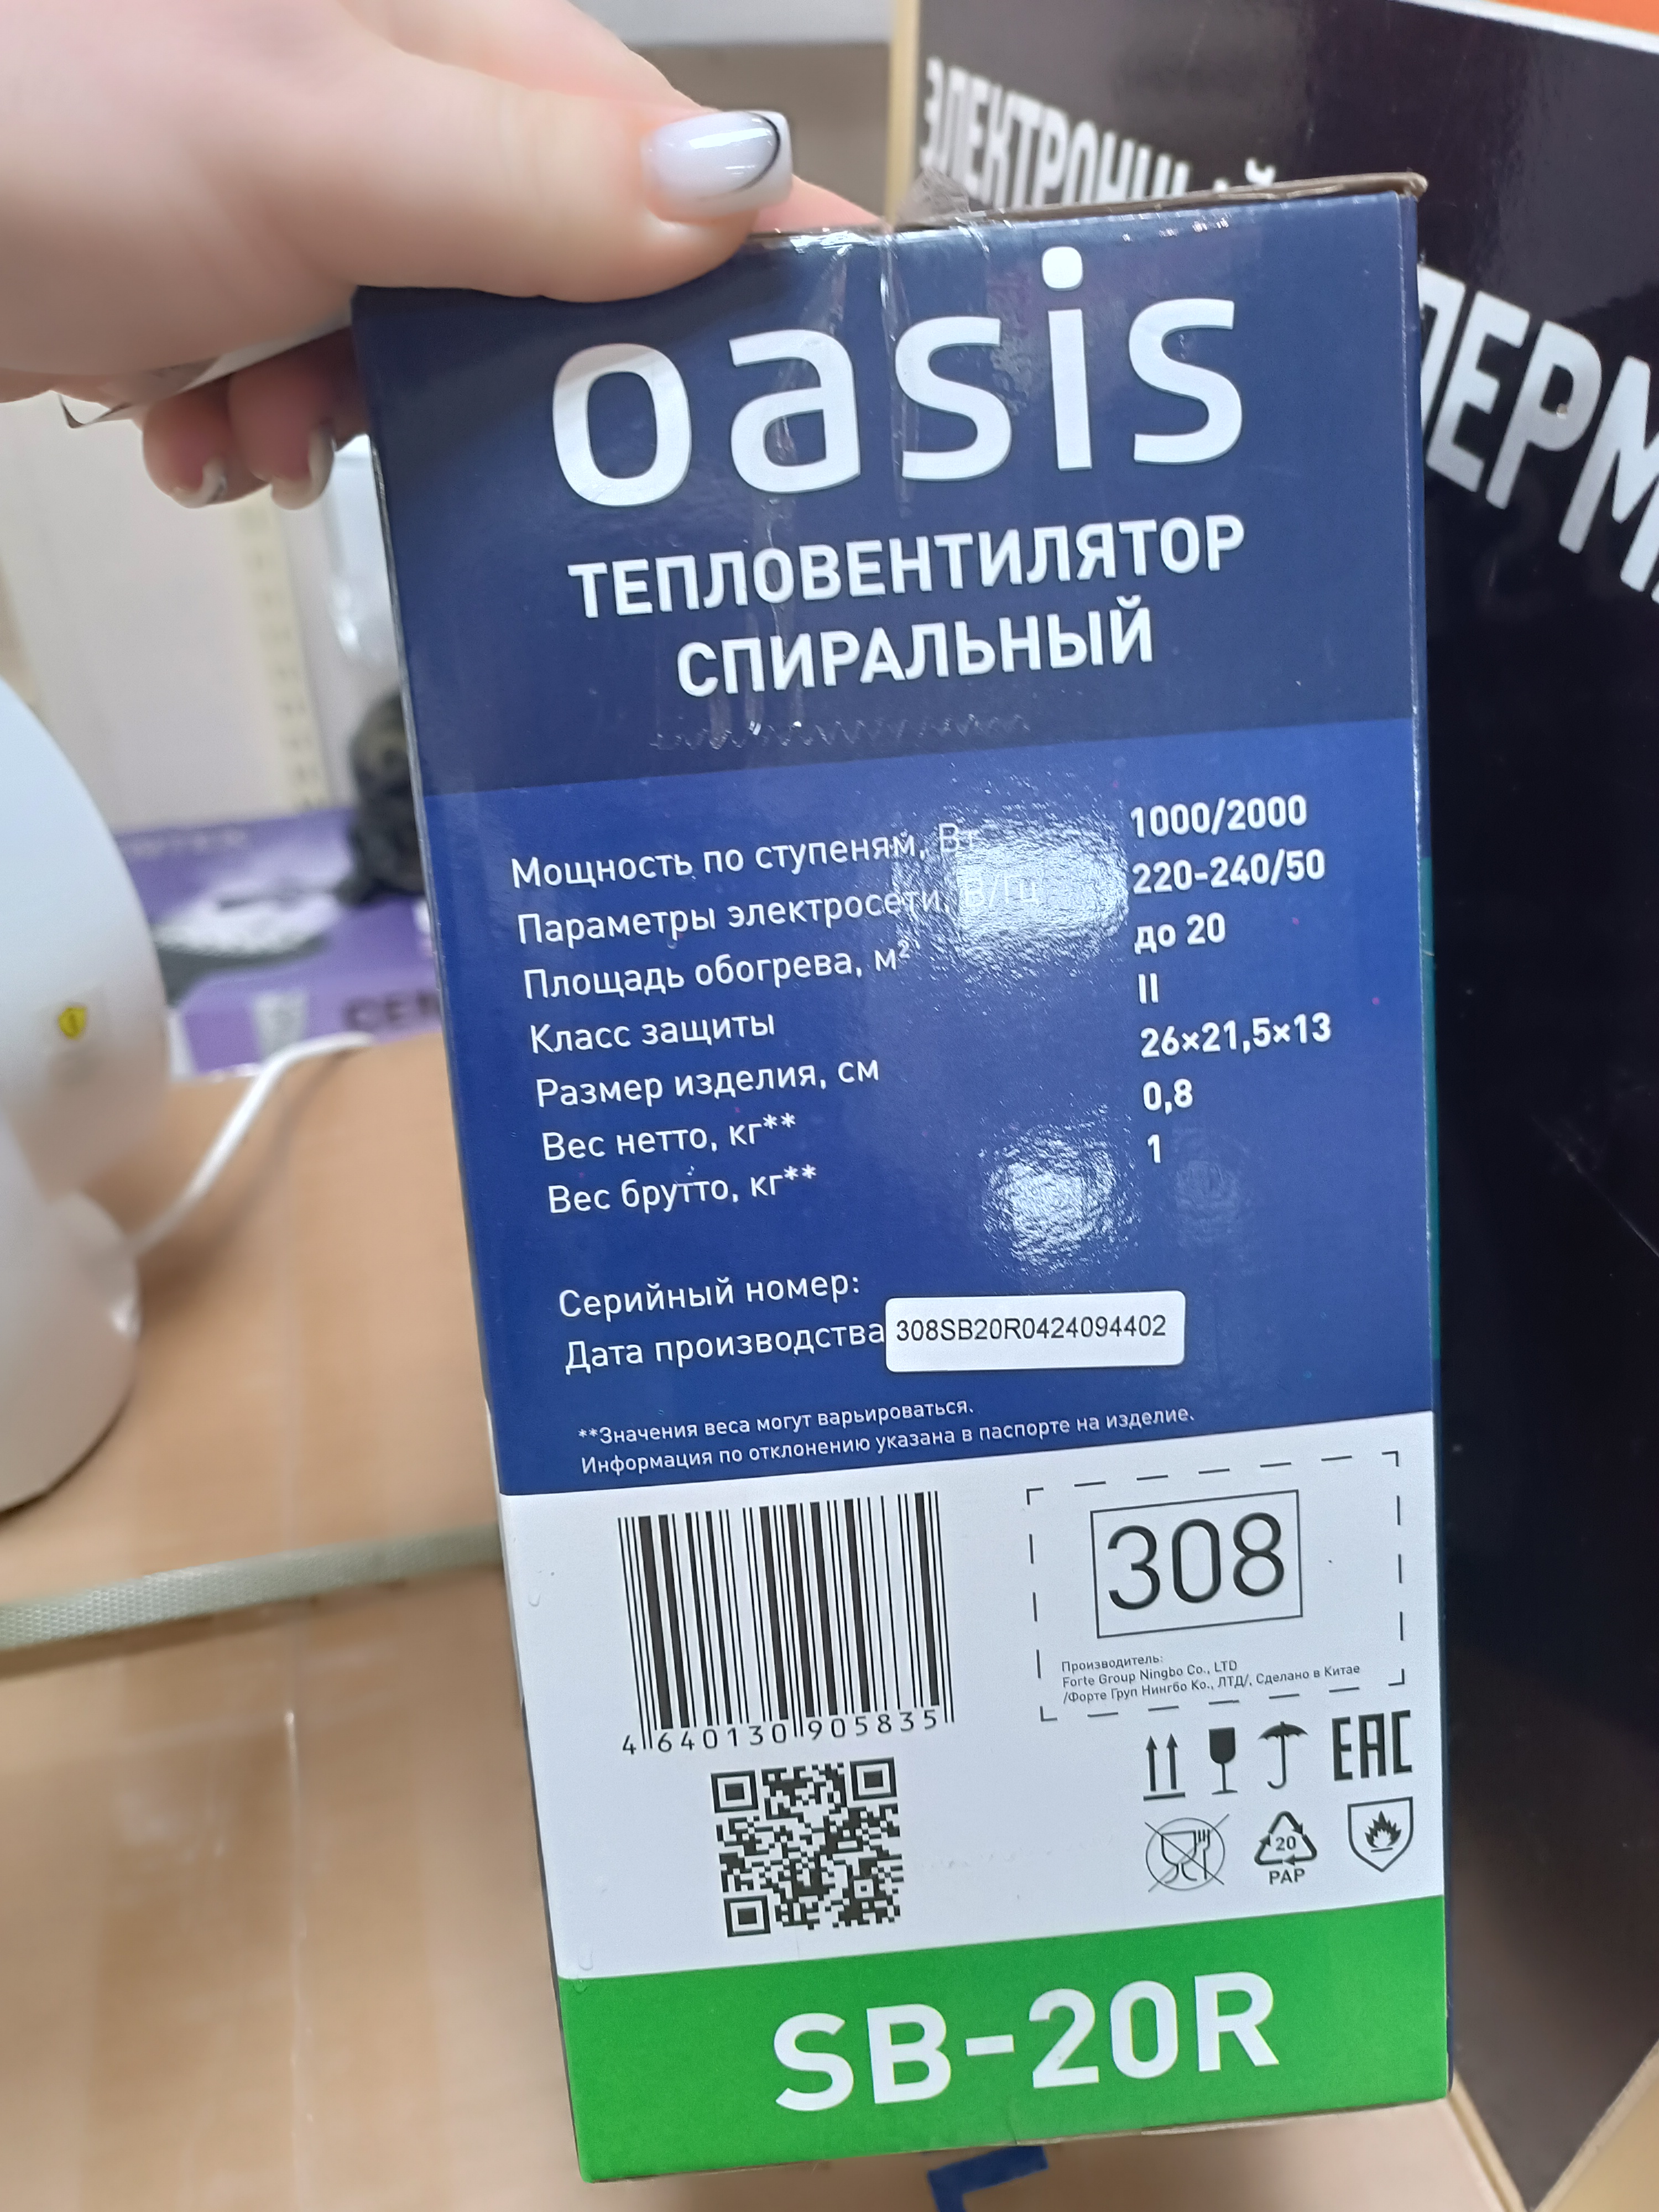 ЭЛЕКТРОННЫЙ
ТЕРМ
oasis
ТЕПЛОВЕНТИЛЯТОР
СПИРАЛЬНЫЙ
Мощность по ступеням, Вт 1000/2000
Параметры электросети, В/Гц 220-240/50
Площадь обогрева, м² до 20
Класс защиты II
Размер изделия, см 26×21,5×13
Вес нетто, кг** 0,8
Вес брутто, кг** 1
Серийный номер:
Дата производства 308SB20R0424094402
**Значения веса могут варьироваться.
Информация по отклонению указана в паспорте на изделие.
308
Производитель:
Forte Group Ningbo Co., LTD
/Форте Груп Нингбо Ко., ЛТД/, Сделано в Китае
4 640130 905835
EAC
20
PAP
SB-20R